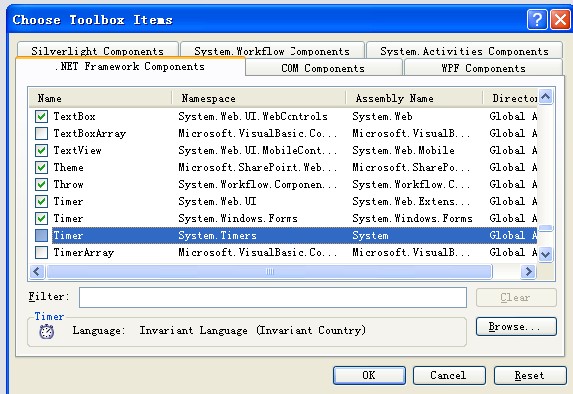 Choose Toolbox Items
Silverlight Components System.Workflow Components System.Activities Components
.NET Framework Components COM Components WPF Components
Name Namespace Assembly Name Director
TextBox System.Web.UI.WebControls System.Web Global A
TextBoxArray Microsoft.VisualBasic.Co... Microsoft.VisualB... Global A
TextView System.Web.UI.MobileCont... System.Web.Mobile Global A
Theme Microsoft.SharePoint.Web... Microsoft.SharePo... Global A
Throw System.Workflow.Componen... System.Workflow.C... Global A
Timer System.Web.UI System.Web.Extens... Global A
Timer System.Windows.Forms System.Windows.Forms Global A
Timer System.Timers System Global A
TimerArray Microsoft.VisualBasic.Co... Microsoft.VisualB... Global A
Filter: Clear
Timer
Language: Invariant Language (Invariant Country) Browse...
OK Cancel Reset